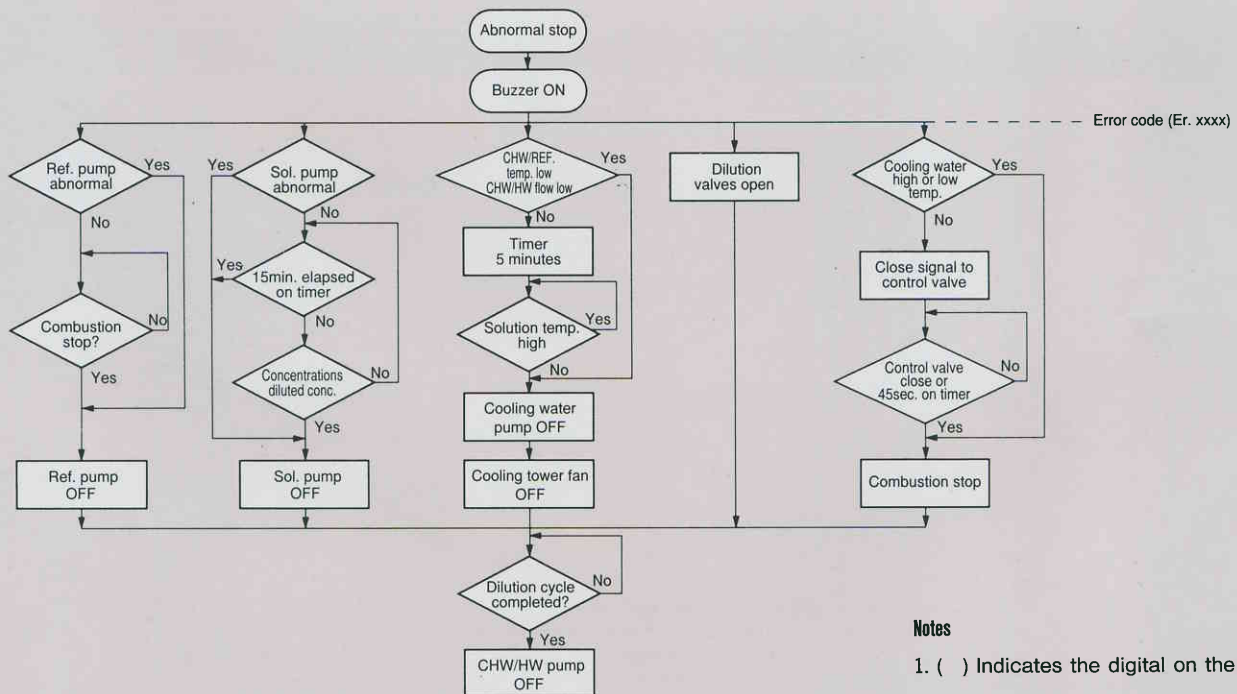 Abnormal stop
Buzzer ON
Error code (Er. xxxx)
Ref. pump
abnormal
Yes
No
Combustion
stop?
No
Yes
Ref. pump
OFF
Yes
Sol. pump
abnormal
No
Yes
15min. elapsed
on timer
No
Concentrations
diluted conc.
No
Yes
Sol. pump
OFF
CHW/REF.
temp. low
CHW/HW flow low
Yes
No
Timer
5 minutes
Solution temp.
high
Yes
No
Cooling water
pump OFF
Cooling tower fan
OFF
Dilution
valves open
Cooling water
high or low
temp.
Yes
No
Close signal to
control valve
Control valve
close or
45sec. on timer
No
Yes
Combustion stop
Dilution cycle
completed?
No
Yes
CHW/HW pump
OFF
Notes
1. ( ) Indicates the digital on the